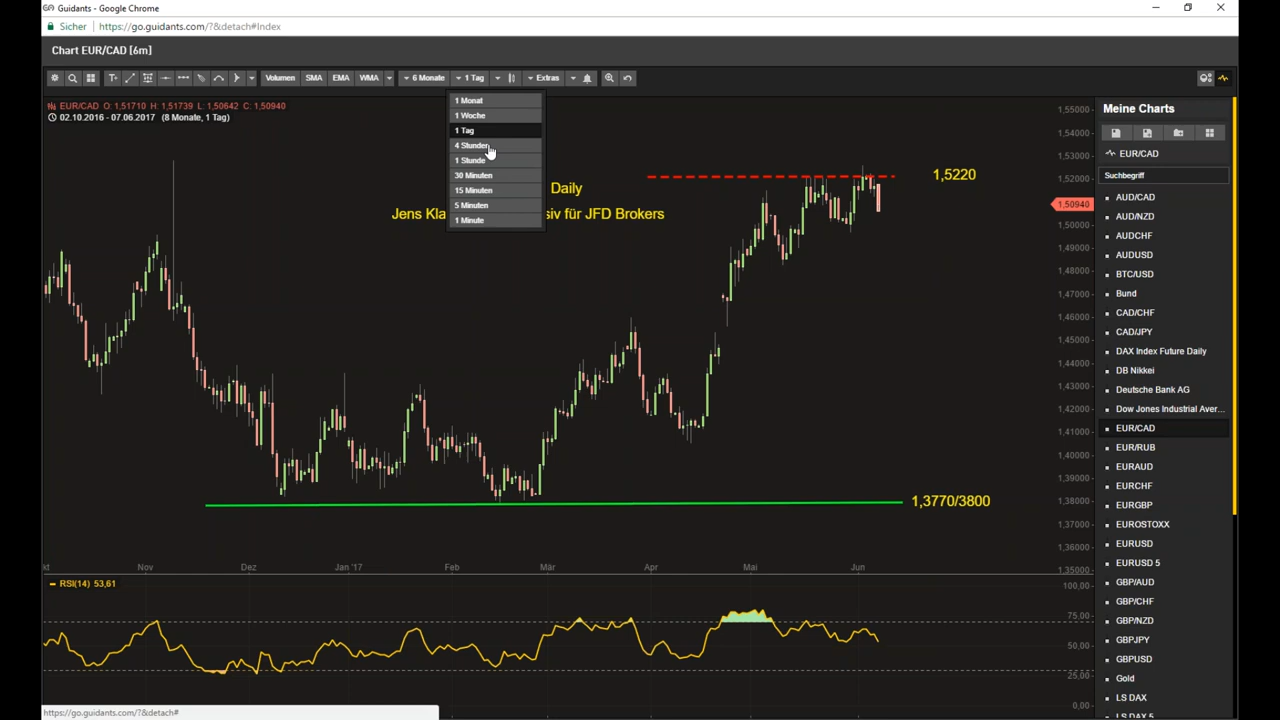 Guidants - Google Chrome
Sicher https://go.guidants.com/?&detach#Index
Chart EUR/CAD [6m]
Volumen SMA EMA WMA 6 Monate 1 Tag Extras
EUR/CAD O: 1,51710 H: 1,51739 L: 1,50642 C: 1,50940
02.10.2016 - 07.06.2017 (8 Monate, 1 Tag)
1 Monat
1 Woche
1 Tag
4 Stunden
1 Stunde
30 Minuten
15 Minuten
5 Minuten
1 Minute
Daily
Jens Kla
siv für JFD Brokers
1,5220
1,3770/3800
1,55000
1,54000
1,53000
1,52000
1,50940
1,50000
1,49000
1,48000
1,47000
1,46000
1,45000
1,44000
1,43000
1,42000
1,41000
1,40000
1,39000
1,38000
1,37000
1,36000
1,35000
kt Nov Dez Jan '17 Feb Mär Apr Mai Jun
RSI(14) 53,61
100,00
75,00
50,00
25,00
0,00
Meine Charts
EUR/CAD
Suchbegriff
AUD/CAD
AUD/NZD
AUDCHF
AUDUSD
BTC/USD
Bund
CAD/CHF
CAD/JPY
DAX Index Future Daily
DB Nikkei
Deutsche Bank AG
Dow Jones Industrial Aver...
EUR/CAD
EUR/RUB
EURAUD
EURCHF
EURGBP
EUROSTOXX
EURUSD
EURUSD 5
GBP/AUD
GBP/CHF
GBP/NZD
GBPJPY
GBPUSD
Gold
LS DAX
LS DAX 5
https://go.guidants.com/?&detach#